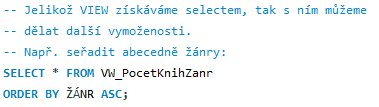 -- Jelikož VIEW získáváme selectem, tak s ním můžeme
-- dělat další vymoženosti.
-- Např. seřadit abecedně žánry:
SELECT * FROM VW_PocetKnihZanr
ORDER BY ŽÁNR ASC;